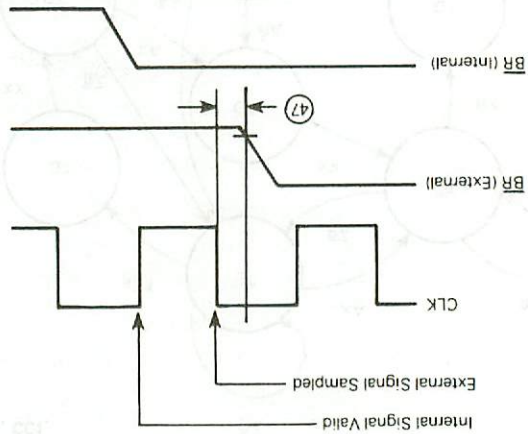 Internal Signal Valid
External Signal Sampled
CLK
BR (External)
47
BR (Internal)